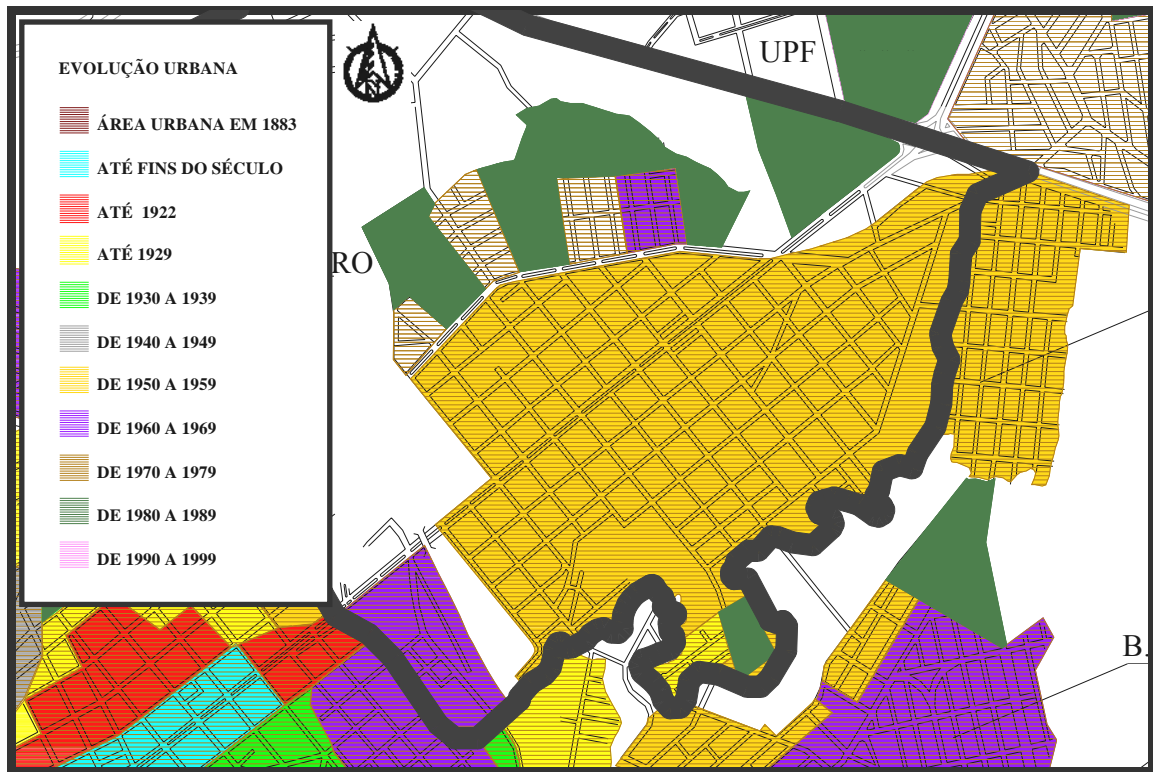 EVOLUÇÃO URBANA
ÁREA URBANA EM 1883
ATÉ FINS DO SÉCULO
ATÉ 1922
ATÉ 1929
DE 1930 A 1939
DE 1940 A 1949
DE 1950 A 1959
DE 1960 A 1969
DE 1970 A 1979
DE 1980 A 1989
DE 1990 A 1999
N
UPF
RO
B.